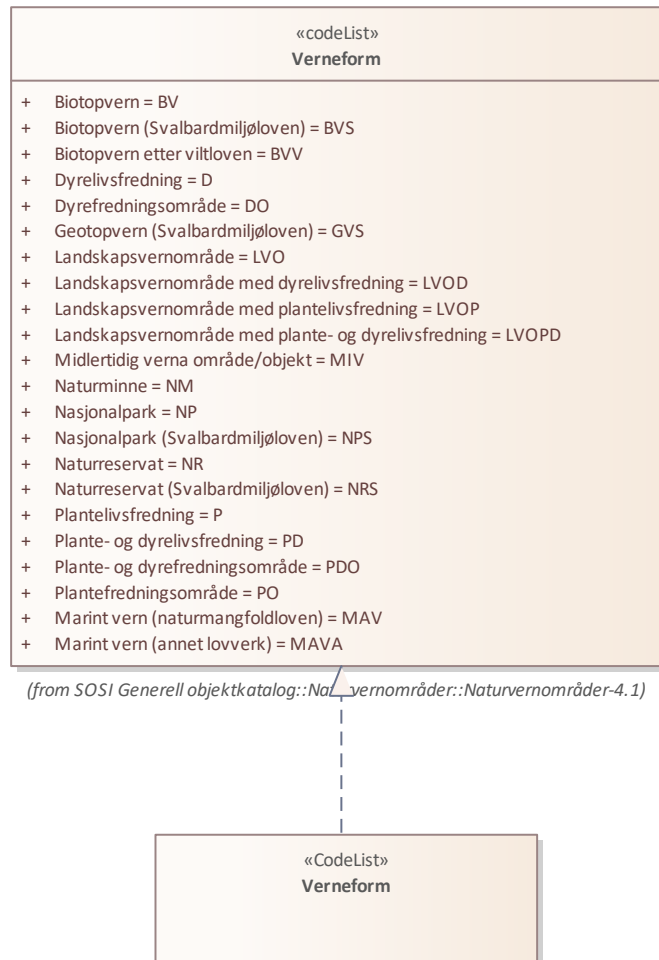 «codeList»
Verneform
+ Biotopvern = BV
+ Biotopvern (Svalbardmiljøloven) = BVS
+ Biotopvern etter viltloven = BVV
+ Dyrelivsfredning = D
+ Dyrefredningsområde = DO
+ Geotopvern (Svalbardmiljøloven) = GVS
+ Landskapsvernområde = LVO
+ Landskapsvernområde med dyrelivsfredning = LVOD
+ Landskapsvernområde med plantelivsfredning = LVOP
+ Landskapsvernområde med plante- og dyrelivsfredning = LVOPD
+ Midlertidig verna område/objekt = MIV
+ Naturminne = NM
+ Nasjonalpark = NP
+ Nasjonalpark (Svalbardmiljøloven) = NPS
+ Naturreservat = NR
+ Naturreservat (Svalbardmiljøloven) = NRS
+ Plantelivsfredning = P
+ Plante- og dyrelivsfredning = PD
+ Plante- og dyrefredningsområde = PDO
+ Plantefredningsområde = PO
+ Marint vern (naturmangfoldloven) = MAV
+ Marint vern (annet lovverk) = MAVA
(from SOSI Generell objektkatalog::Naturvernområder::Naturvernområder-4.1)
«CodeList»
Verneform